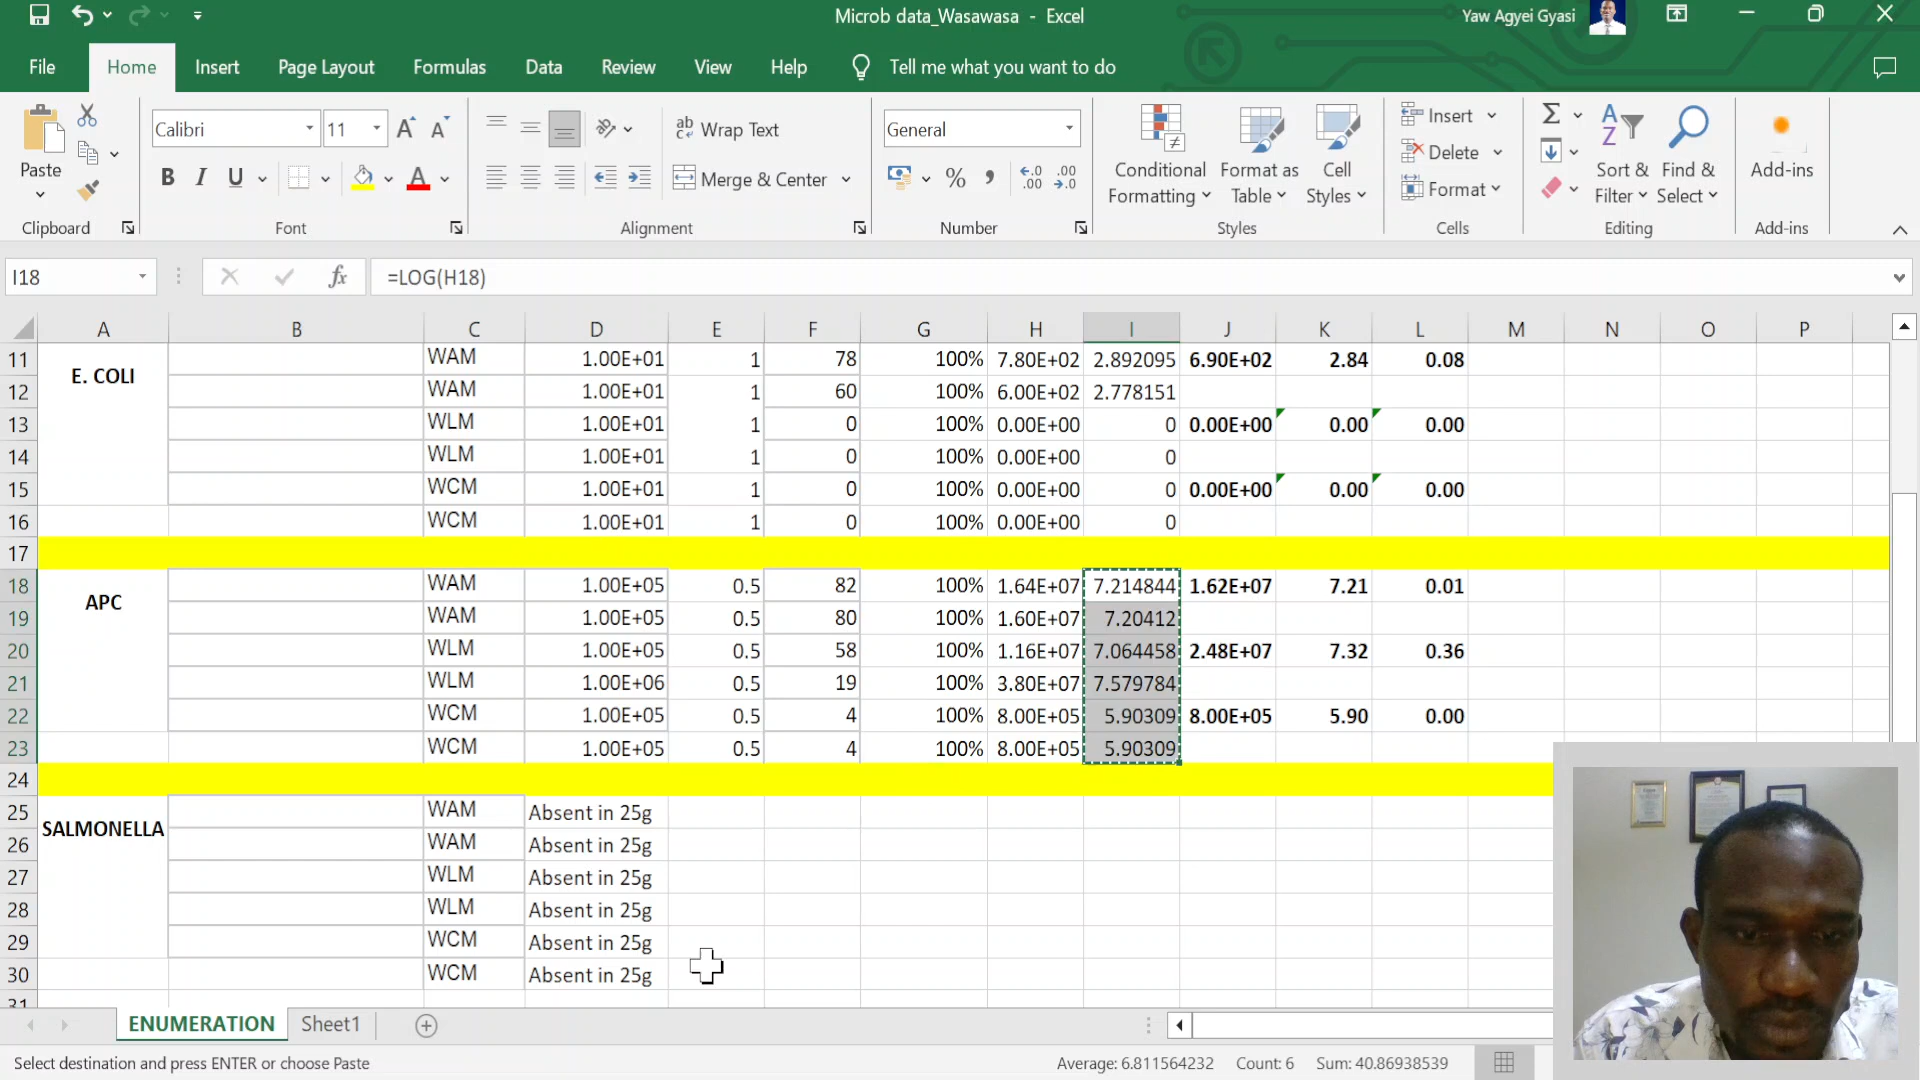 Microb data_Wasawasa - Excel
Yaw Agyei Gyasi
File Home Insert Page Layout Formulas Data Review View Help Tell me what you want to do
Paste
Clipboard
Calibri 11
B I U
Font
Wrap Text
Merge & Center
Alignment
General
% ,
Number
Conditional Formatting
Format as Table
Cell Styles
Styles
Insert
Delete
Format
Cells
Sort & Filter
Find & Select
Editing
Add-ins
Add-ins
I18 fx =LOG(H18)
A B C D E F G H I J K L M N O P
11 WAM 1.00E+01 1 78 100% 7.80E+02 2.892095 6.90E+02 2.84 0.08
E. COLI
12 WAM 1.00E+01 1 60 100% 6.00E+02 2.778151
13 WLM 1.00E+01 1 0 100% 0.00E+00 0 0.00E+00 0.00 0.00
14 WLM 1.00E+01 1 0 100% 0.00E+00 0
15 WCM 1.00E+01 1 0 100% 0.00E+00 0 0.00E+00 0.00 0.00
16 WCM 1.00E+01 1 0 100% 0.00E+00 0
17
18 WAM 1.00E+05 0.5 82 100% 1.64E+07 7.214844 1.62E+07 7.21 0.01
APC
19 WAM 1.00E+05 0.5 80 100% 1.60E+07 7.20412
20 WLM 1.00E+05 0.5 58 100% 1.16E+07 7.064458 2.48E+07 7.32 0.36
21 WLM 1.00E+06 0.5 19 100% 3.80E+07 7.579784
22 WCM 1.00E+05 0.5 4 100% 8.00E+05 5.90309 8.00E+05 5.90 0.00
23 WCM 1.00E+05 0.5 4 100% 8.00E+05 5.90309
24
25 WAM Absent in 25g
SALMONELLA
26 WAM Absent in 25g
27 WLM Absent in 25g
28 WLM Absent in 25g
29 WCM Absent in 25g
30 WCM Absent in 25g
31
ENUMERATION Sheet1
Select destination and press ENTER or choose Paste
Average: 6.811564232 Count: 6 Sum: 40.86938539